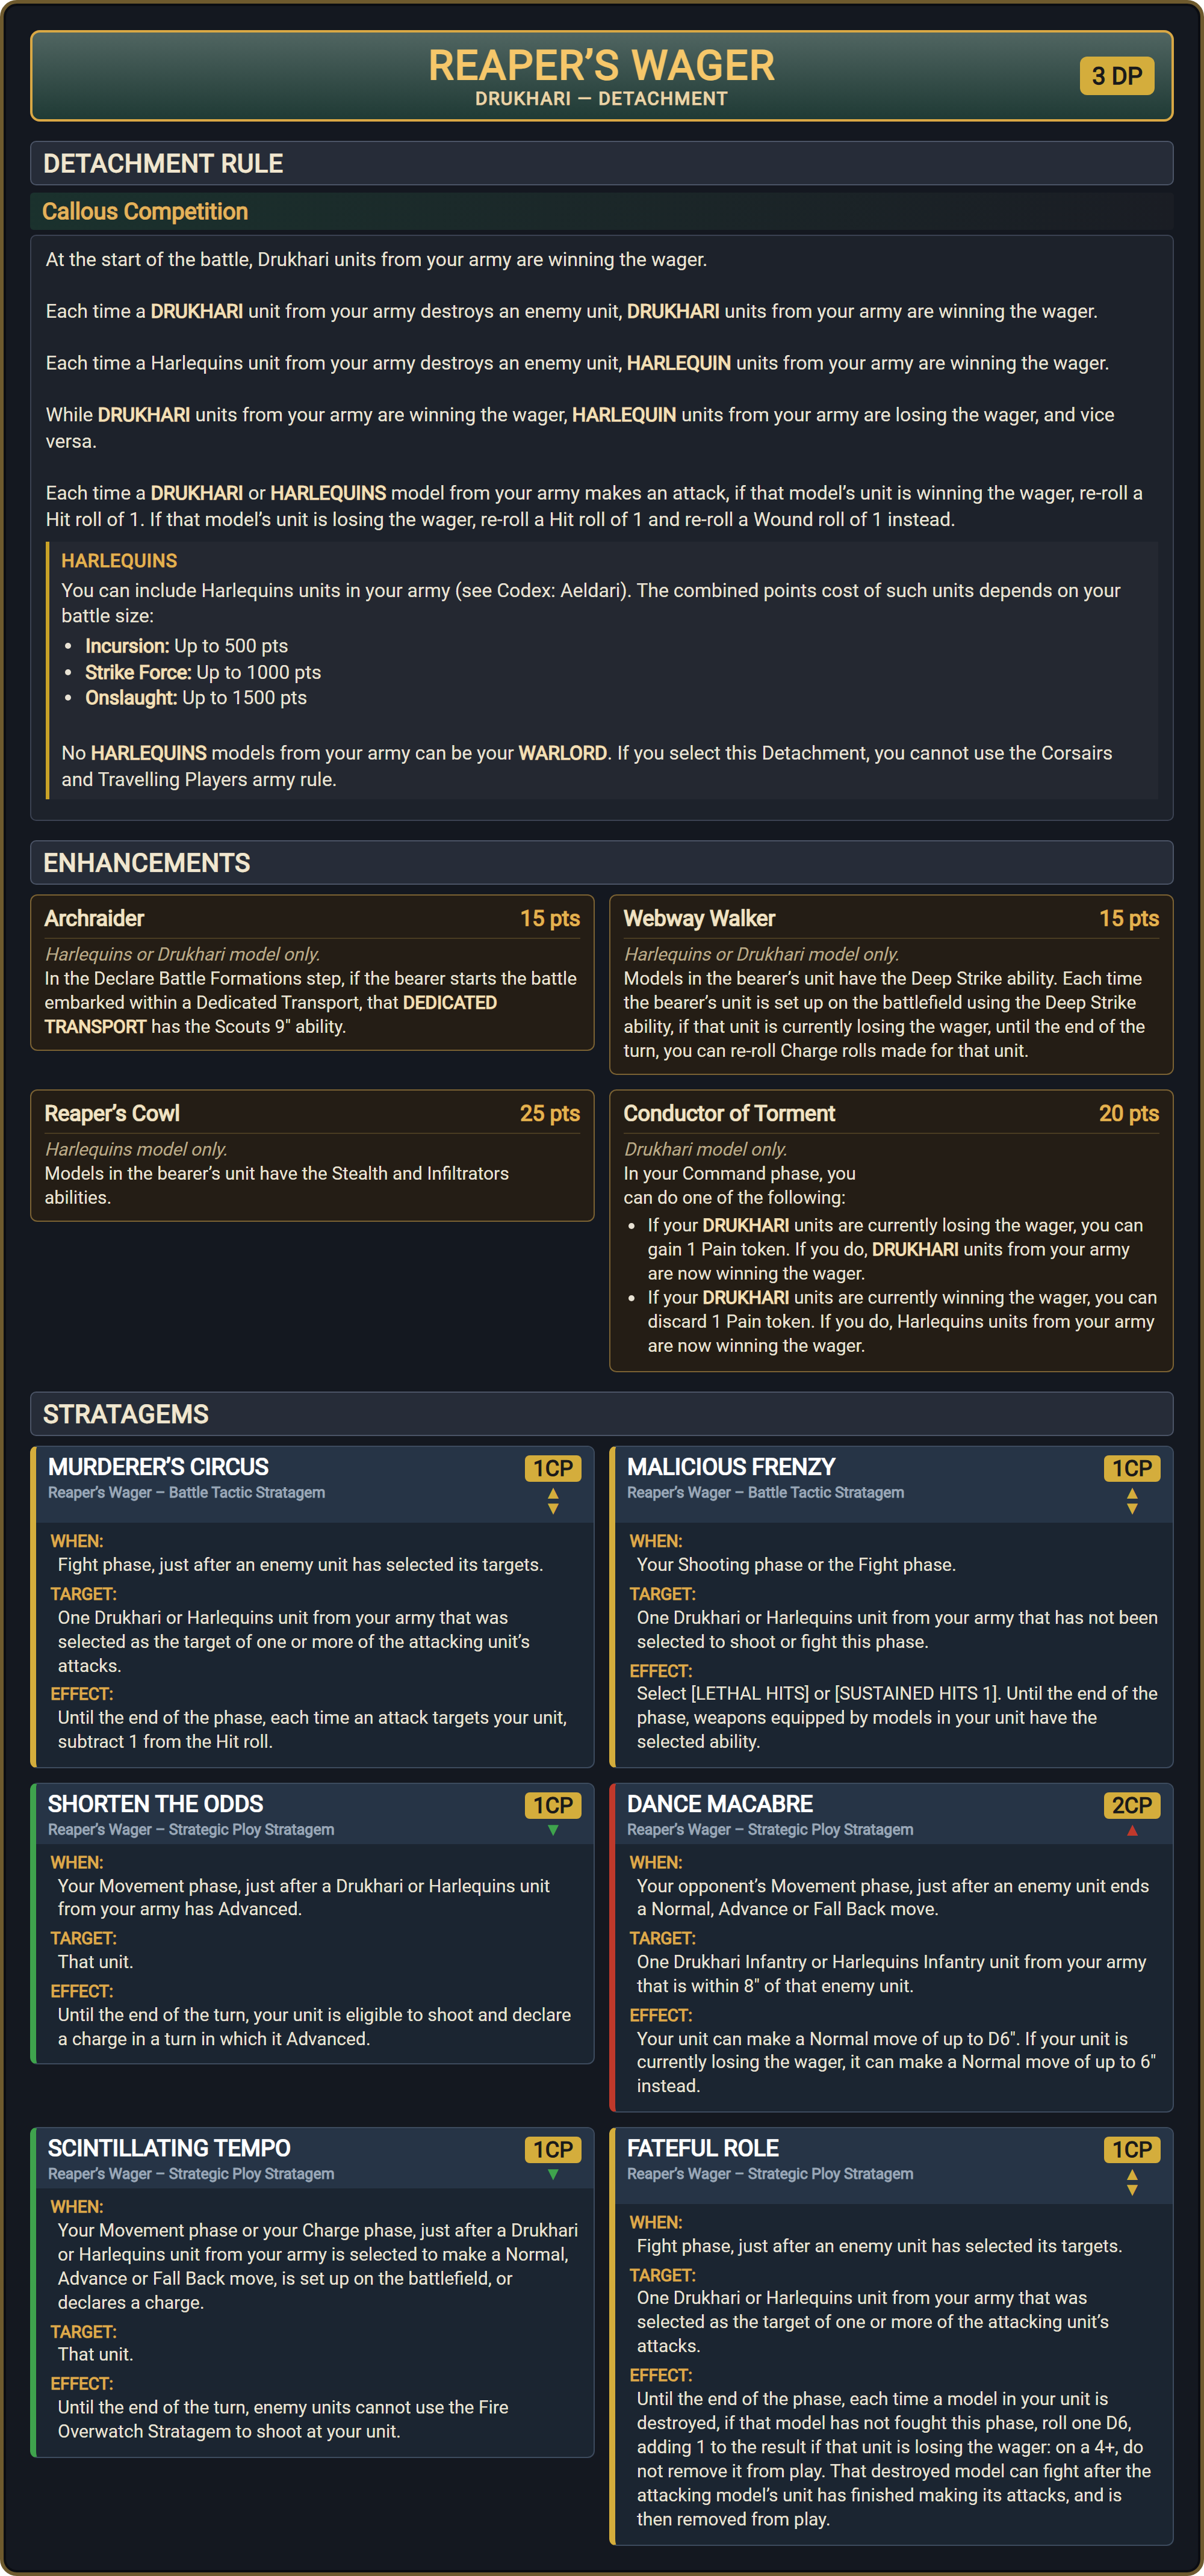 REAPER’S WAGER
DRUKHARI — DETACHMENT
3 DP
DETACHMENT RULE
Callous Competition
At the start of the battle, Drukhari units from your army are winning the wager.
Each time a DRUKHARI unit from your army destroys an enemy unit, DRUKHARI units from your army are winning the wager.
Each time a Harlequins unit from your army destroys an enemy unit, HARLEQUIN units from your army are winning the wager.
While DRUKHARI units from your army are winning the wager, HARLEQUIN units from your army are losing the wager, and vice
versa.
Each time a DRUKHARI or HARLEQUINS model from your army makes an attack, if that model’s unit is winning the wager, re-roll a
Hit roll of 1. If that model’s unit is losing the wager, re-roll a Hit roll of 1 and re-roll a Wound roll of 1 instead.
HARLEQUINS
You can include Harlequins units in your army (see Codex: Aeldari). The combined points cost of such units depends on your
battle size:
• Incursion: Up to 500 pts
• Strike Force: Up to 1000 pts
• Onslaught: Up to 1500 pts
No HARLEQUINS models from your army can be your WARLORD. If you select this Detachment, you cannot use the Corsairs
and Travelling Players army rule.
ENHANCEMENTS
Archraider 15 pts
Harlequins or Drukhari model only.
In the Declare Battle Formations step, if the bearer starts the battle
embarked within a Dedicated Transport, that DEDICATED
TRANSPORT has the Scouts 9" ability.
Webway Walker 15 pts
Harlequins or Drukhari model only.
Models in the bearer’s unit have the Deep Strike ability. Each time
the bearer’s unit is set up on the battlefield using the Deep Strike
ability, if that unit is currently losing the wager, until the end of the
turn, you can re-roll Charge rolls made for that unit.
Reaper’s Cowl 25 pts
Harlequins model only.
Models in the bearer’s unit have the Stealth and Infiltrators
abilities.
Conductor of Torment 20 pts
Drukhari model only.
In your Command phase, you
can do one of the following:
• If your DRUKHARI units are currently losing the wager, you can
gain 1 Pain token. If you do, DRUKHARI units from your army
are now winning the wager.
• If your DRUKHARI units are currently winning the wager, you can
discard 1 Pain token. If you do, Harlequins units from your army
are now winning the wager.
STRATAGEMS
MURDERER’S CIRCUS 1CP
Reaper’s Wager – Battle Tactic Stratagem
WHEN:
Fight phase, just after an enemy unit has selected its targets.
TARGET:
One Drukhari or Harlequins unit from your army that was
selected as the target of one or more of the attacking unit’s
attacks.
EFFECT:
Until the end of the phase, each time an attack targets your unit,
subtract 1 from the Hit roll.
MALICIOUS FRENZY 1CP
Reaper’s Wager – Battle Tactic Stratagem
WHEN:
Your Shooting phase or the Fight phase.
TARGET:
One Drukhari or Harlequins unit from your army that has not been
selected to shoot or fight this phase.
EFFECT:
Select [LETHAL HITS] or [SUSTAINED HITS 1]. Until the end of the
phase, weapons equipped by models in your unit have the
selected ability.
SHORTEN THE ODDS 1CP
Reaper’s Wager – Strategic Ploy Stratagem
WHEN:
Your Movement phase, just after a Drukhari or Harlequins unit
from your army has Advanced.
TARGET:
That unit.
EFFECT:
Until the end of the turn, your unit is eligible to shoot and declare
a charge in a turn in which it Advanced.
DANCE MACABRE 2CP
Reaper’s Wager – Strategic Ploy Stratagem
WHEN:
Your opponent’s Movement phase, just after an enemy unit ends
a Normal, Advance or Fall Back move.
TARGET:
One Drukhari Infantry or Harlequins Infantry unit from your army
that is within 8" of that enemy unit.
EFFECT:
Your unit can make a Normal move of up to D6". If your unit is
currently losing the wager, it can make a Normal move of up to 6"
instead.
SCINTILLATING TEMPO 1CP
Reaper’s Wager – Strategic Ploy Stratagem
WHEN:
Your Movement phase or your Charge phase, just after a Drukhari
or Harlequins unit from your army is selected to make a Normal,
Advance or Fall Back move, is set up on the battlefield, or
declares a charge.
TARGET:
That unit.
EFFECT:
Until the end of the turn, enemy units cannot use the Fire
Overwatch Stratagem to shoot at your unit.
FATEFUL ROLE 1CP
Reaper’s Wager – Strategic Ploy Stratagem
WHEN:
Fight phase, just after an enemy unit has selected its targets.
TARGET:
One Drukhari or Harlequins unit from your army that was
selected as the target of one or more of the attacking unit’s
attacks.
EFFECT:
Until the end of the phase, each time a model in your unit is
destroyed, if that model has not fought this phase, roll one D6,
adding 1 to the result if that unit is losing the wager: on a 4+, do
not remove it from play. That destroyed model can fight after the
attacking model’s unit has finished making its attacks, and is
then removed from play.